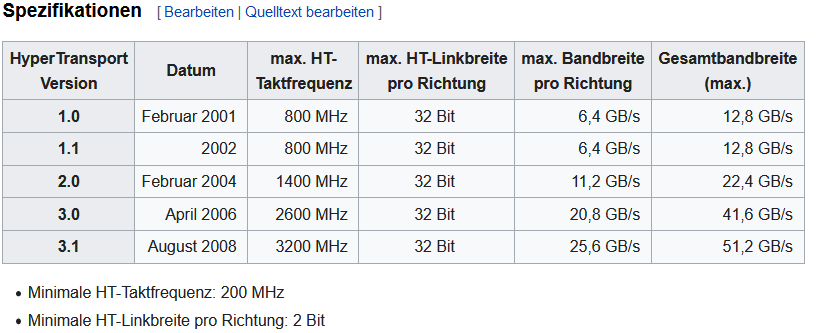 Spezifikationen [ Bearbeiten | Quelltext bearbeiten ]
HyperTransport Version | Datum | max. HT-Taktfrequenz | max. HT-Linkbreite pro Richtung | max. Bandbreite pro Richtung | Gesamtbandbreite (max.)
1.0 | Februar 2001 | 800 MHz | 32 Bit | 6,4 GB/s | 12,8 GB/s
1.1 | 2002 | 800 MHz | 32 Bit | 6,4 GB/s | 12,8 GB/s
2.0 | Februar 2004 | 1400 MHz | 32 Bit | 11,2 GB/s | 22,4 GB/s
3.0 | April 2006 | 2600 MHz | 32 Bit | 20,8 GB/s | 41,6 GB/s
3.1 | August 2008 | 3200 MHz | 32 Bit | 25,6 GB/s | 51,2 GB/s
• Minimale HT-Taktfrequenz: 200 MHz
• Minimale HT-Linkbreite pro Richtung: 2 Bit